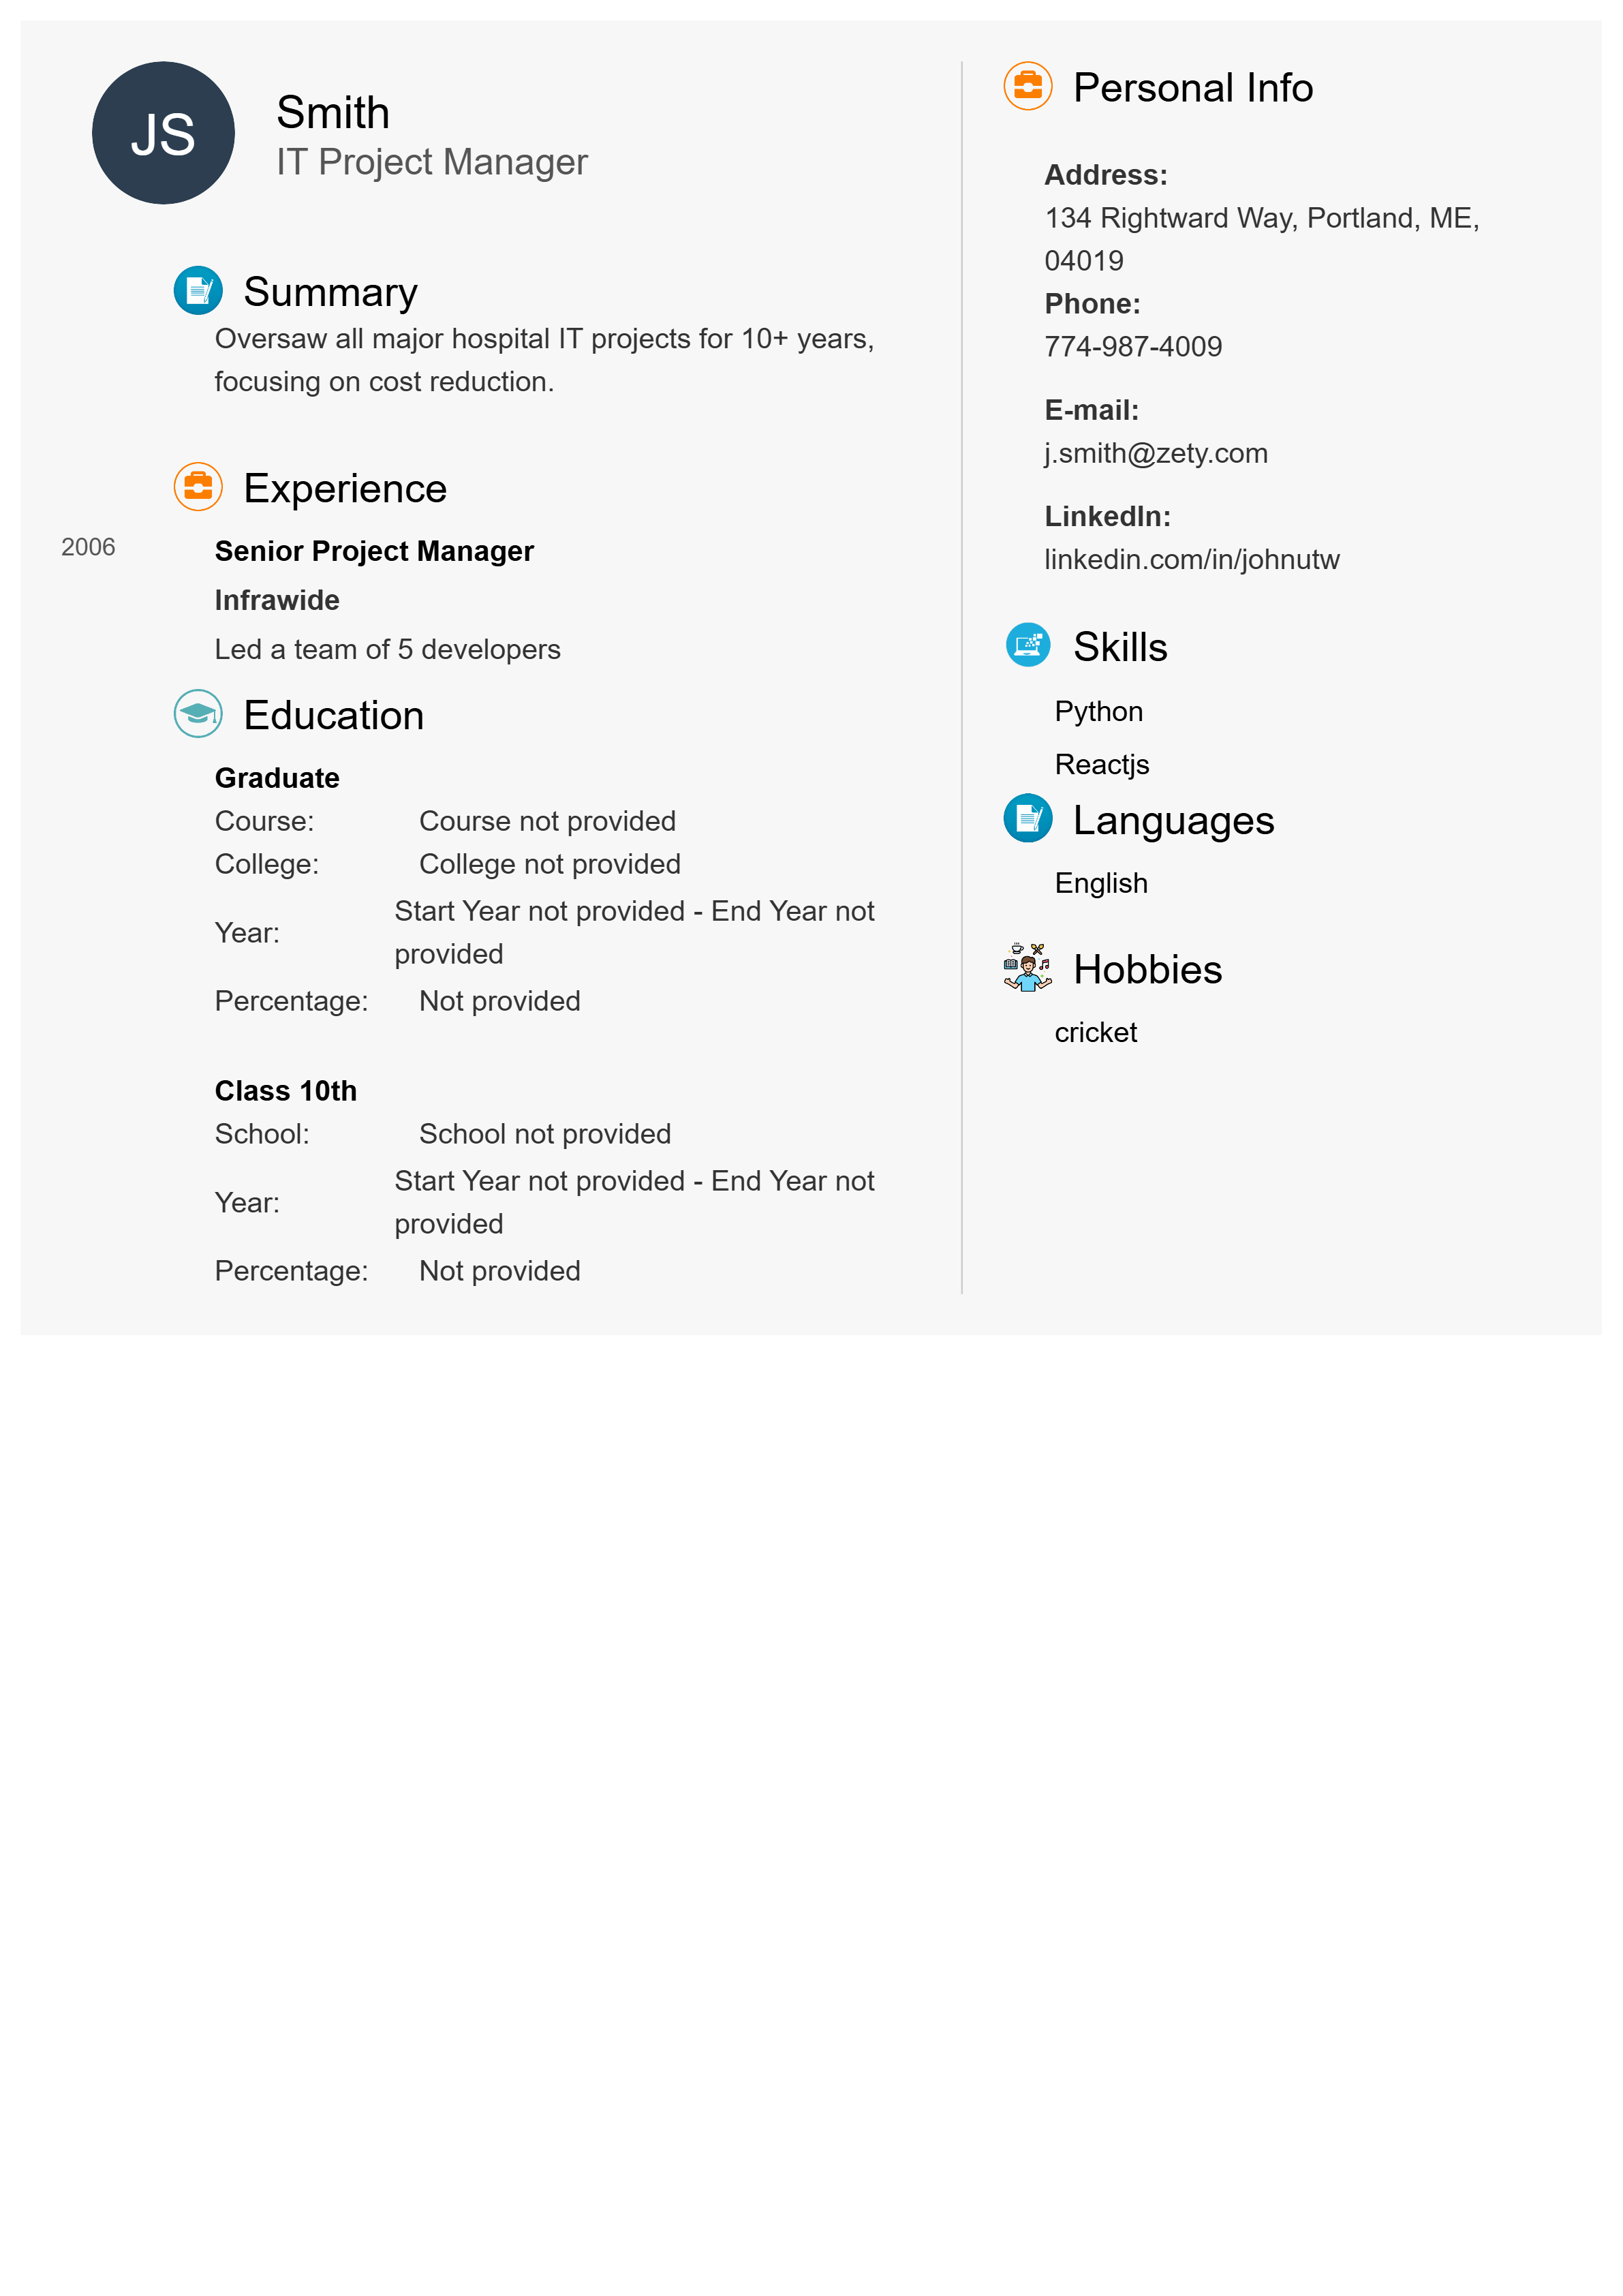 JS
Smith
IT Project Manager
Summary
Oversaw all major hospital IT projects for 10+ years,
focusing on cost reduction.
Experience
2006
Senior Project Manager
Infrawide
Led a team of 5 developers
Education
Graduate
Course: Course not provided
College: College not provided
Year: Start Year not provided - End Year not
provided
Percentage: Not provided
Class 10th
School: School not provided
Year: Start Year not provided - End Year not
provided
Percentage: Not provided
Personal Info
Address:
134 Rightward Way, Portland, ME,
04019
Phone:
774-987-4009
E-mail:
j.smith@zety.com
LinkedIn:
linkedin.com/in/johnutw
Skills
Python
Reactjs
Languages
English
Hobbies
cricket